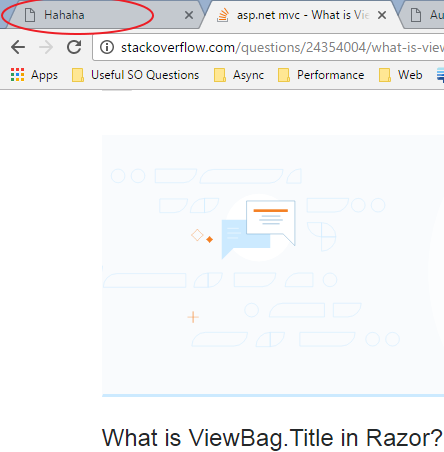 Hahaha
asp.net mvc - What is Vie
Au
stackoverflow.com/questions/24354004/what-is-view
Apps Useful SO Questions Async Performance Web
What is ViewBag.Title in Razor?